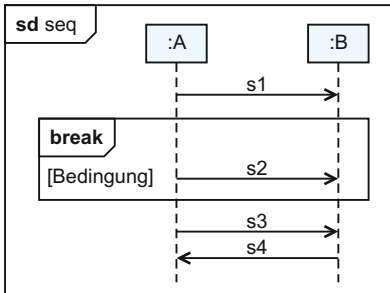 sd seq
:A
:B
s1
break
[Bedingung]
s2
s3
s4